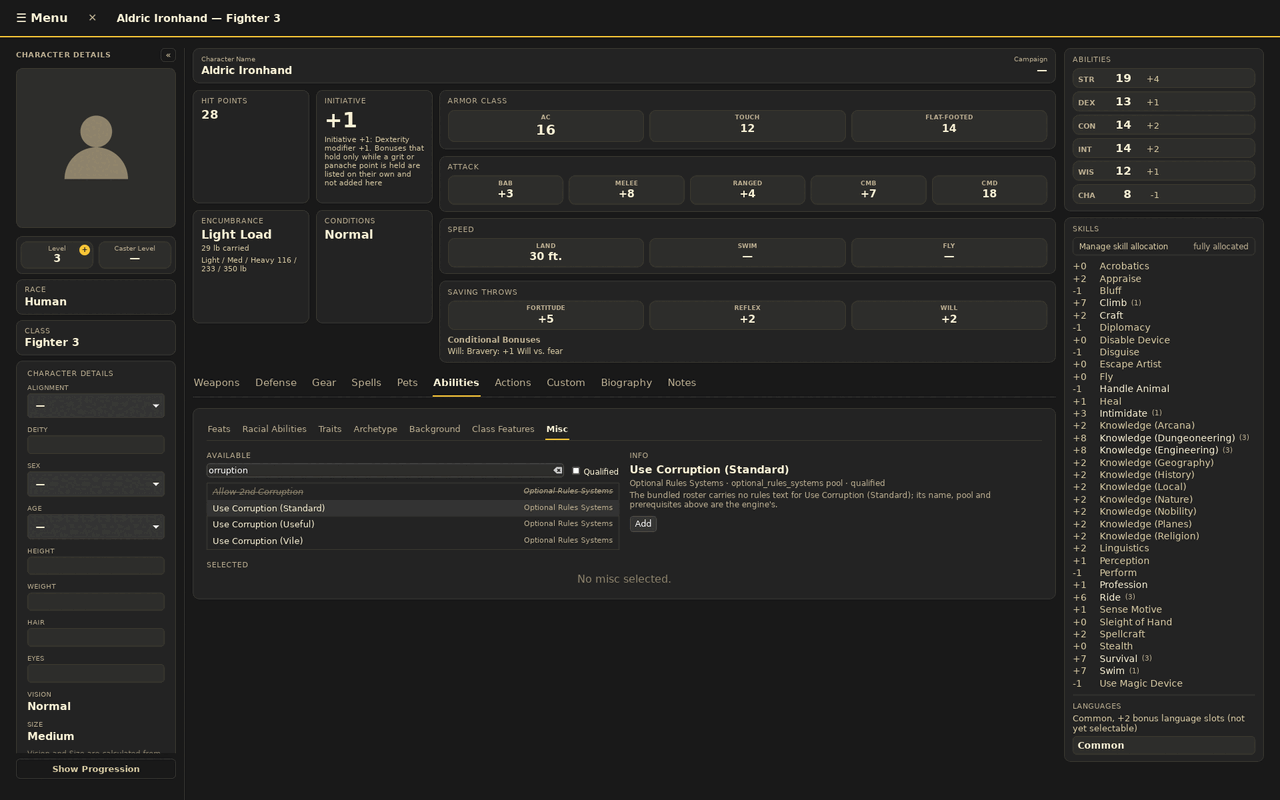 ☰ Menu × Aldric Ironhand — Fighter 3
CHARACTER DETAILS «
Level
3
+
Caster Level
—
RACE
Human
CLASS
Fighter 3
CHARACTER DETAILS
ALIGNMENT
—
DEITY
SEX
—
AGE
—
HEIGHT
WEIGHT
HAIR
EYES
VISION
Normal
SIZE
Medium
Vision and Size are calculated from
Show Progression
Character Name
Aldric Ironhand
Campaign
—
HIT POINTS
28
INITIATIVE
+1
Initiative +1: Dexterity
modifier +1. Bonuses that
hold only while a grit or
panache point is held are
listed on their own and
not added here
ENCUMBRANCE
Light Load
29 lb carried
Light / Med / Heavy 116 /
233 / 350 lb
CONDITIONS
Normal
ARMOR CLASS
AC
16
TOUCH
12
FLAT-FOOTED
14
ATTACK
BAB
+3
MELEE
+8
RANGED
+4
CMB
+7
CMD
18
SPEED
LAND
30 ft.
SWIM
—
FLY
—
SAVING THROWS
FORTITUDE
+5
REFLEX
+2
WILL
+2
Conditional Bonuses
Will: Bravery: +1 Will vs. fear
Weapons Defense Gear Spells Pets Abilities Actions Custom Biography Notes
Feats Racial Abilities Traits Archetype Background Class Features Misc
AVAILABLE
orruption
Qualified
Allow 2nd Corruption Optional Rules Systems
Use Corruption (Standard) Optional Rules Systems
Use Corruption (Useful) Optional Rules Systems
Use Corruption (Vile) Optional Rules Systems
SELECTED
No misc selected.
INFO
Use Corruption (Standard)
Optional Rules Systems · optional_rules_systems pool · qualified
The bundled roster carries no rules text for Use Corruption (Standard); its name, pool and
prerequisites above are the engine's.
Add
ABILITIES
STR 19 +4
DEX 13 +1
CON 14 +2
INT 14 +2
WIS 12 +1
CHA 8 -1
SKILLS
Manage skill allocation fully allocated
+0 Acrobatics
+2 Appraise
-1 Bluff
+7 Climb (1)
+2 Craft
-1 Diplomacy
+0 Disable Device
-1 Disguise
+0 Escape Artist
+0 Fly
-1 Handle Animal
+1 Heal
+3 Intimidate (1)
+2 Knowledge (Arcana)
+8 Knowledge (Dungeoneering) (3)
+8 Knowledge (Engineering) (3)
+2 Knowledge (Geography)
+2 Knowledge (History)
+2 Knowledge (Local)
+2 Knowledge (Nature)
+2 Knowledge (Nobility)
+2 Knowledge (Planes)
+2 Knowledge (Religion)
+2 Linguistics
+1 Perception
-1 Perform
+1 Profession
+6 Ride (3)
+1 Sense Motive
+0 Sleight of Hand
+2 Spellcraft
+0 Stealth
+7 Survival (3)
+7 Swim (1)
-1 Use Magic Device
LANGUAGES
Common, +2 bonus language slots (not
yet selectable)
Common